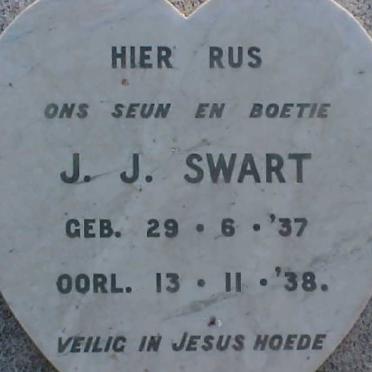 HIER RUS
ONS SEUN EN BOETIE
J. J. SWART
GEB. 29 • 6 • '37
OORL. 13 • 11 • '38.
VEILIG IN JESUS HOEDE